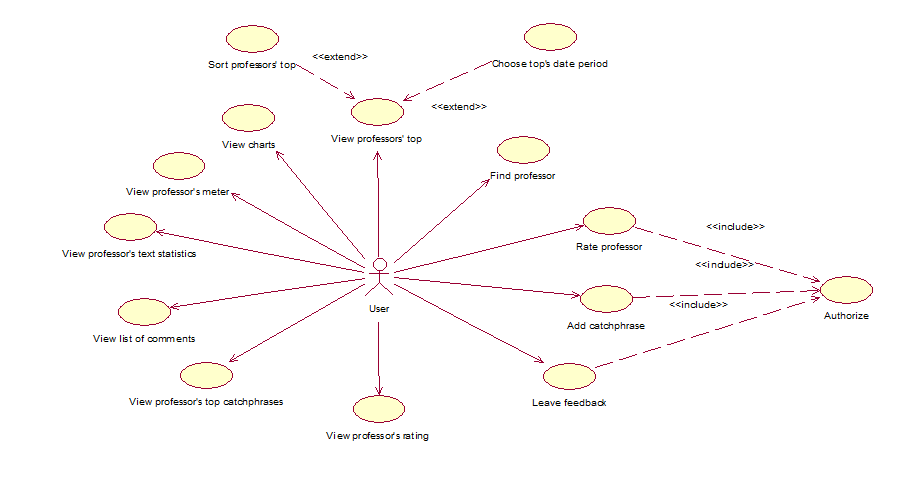 <<extend>>
Sort professors' top
Choose top's date period
<<extend>>
View professors' top
View charts
Find professor
View professor's meter
<<include>>
Rate professor
View professor's text statistics
<<include>>
<<include>>
User
Authorize
Add catchphrase
View list of comments
View professor's top catchphrases
Leave feedback
View professor's rating